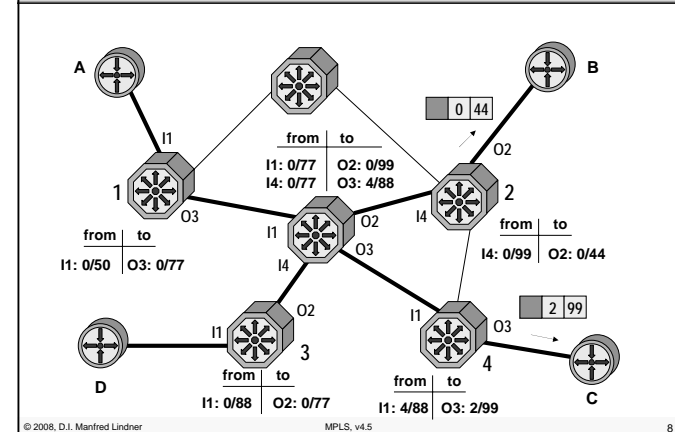 A
B
0 44
from to
I1: 0/77 O2: 0/99
I4: 0/77 O3: 4/88
I1
O2
1
O3
2
I4
O2
I1
O3
I4
from to
I1: 0/50 O3: 0/77
from to
I4: 0/99 O2: 0/44
2 99
O2
I1
3
I1
O3
4
D
C
from to
I1: 0/88 O2: 0/77
from to
I1: 4/88 O3: 2/99
© 2008, D.I. Manfred Lindner MPLS, v4.5 8